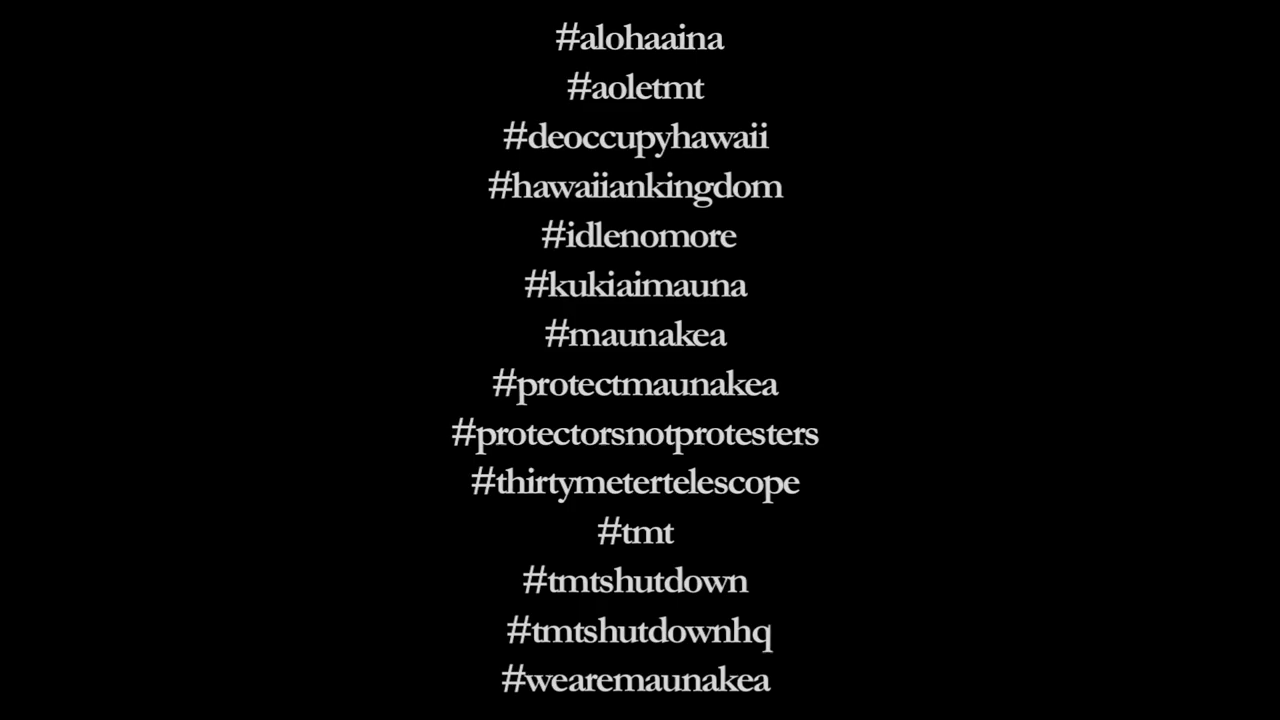 #alohaaina
#aoletmt
#deoccupyhawaii
#hawaiiankingdom
#idlenomore
#kukiaimauna
#maunakea
#protectmaunakea
#protectorsnotprotesters
#thirtymetertelescope
#tmt
#tmtshutdown
#tmtshutdownhq
#wearemaunakea